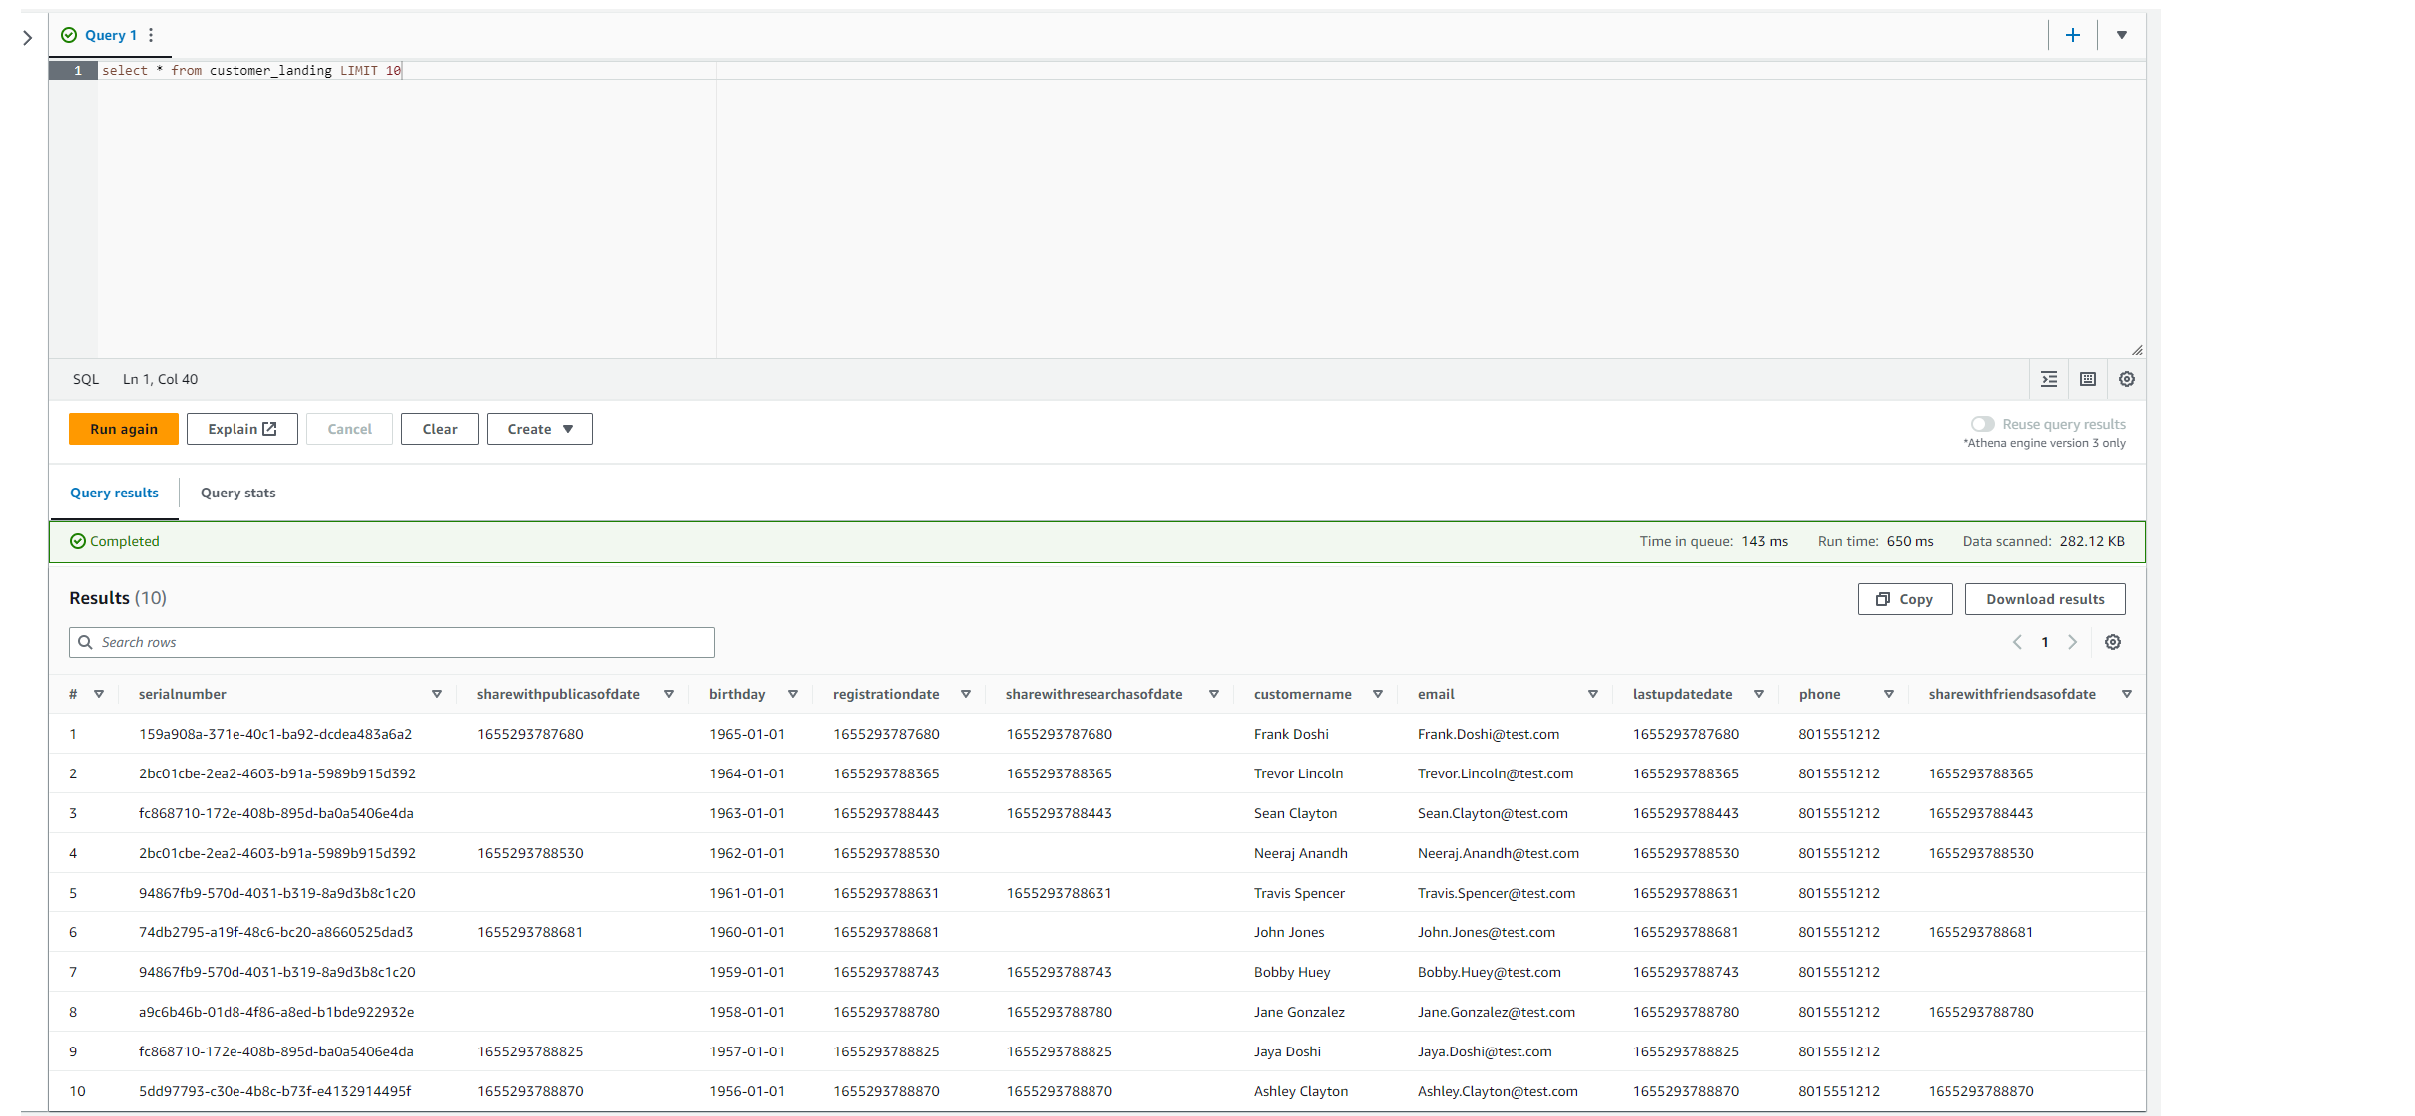 Query 1
1 select * from customer_landing LIMIT 10
SQL Ln 1, Col 40
Run again Explain Cancel Clear Create
Reuse query results
*Athena engine version 3 only
Query results Query stats
Completed Time in queue: 143 ms Run time: 650 ms Data scanned: 282.12 KB
Results (10) Copy Download results
Search rows 1
# serialnumber sharewithpublicasofdate birthday registrationdate sharewithresearchasofdate customername email lastupdatedate phone sharewithfriendsasofdate
1 159a908a-371e-40c1-ba92-dcdea483a6a2 1655293787680 1965-01-01 1655293787680 1655293787680 Frank Doshi Frank.Doshi@test.com 1655293787680 8015551212
2 2bc01cbe-2ea2-4603-b91a-5989b915d392 1964-01-01 1655293788365 1655293788365 Trevor Lincoln Trevor.Lincoln@test.com 1655293788365 8015551212 1655293788365
3 fc868710-172e-408b-895d-ba0a5406e4da 1963-01-01 1655293788443 1655293788443 Sean Clayton Sean.Clayton@test.com 1655293788443 8015551212 1655293788443
4 2bc01cbe-2ea2-4603-b91a-5989b915d392 1655293788530 1962-01-01 1655293788530 Neeraj Anandh Neeraj.Anandh@test.com 1655293788530 8015551212 1655293788530
5 94867fb9-570d-4031-b319-8a9d3b8c1c20 1961-01-01 1655293788631 1655293788631 Travis Spencer Travis.Spencer@test.com 1655293788631 8015551212
6 74db2795-a19f-48c6-bc20-a8660525dad3 1655293788681 1960-01-01 1655293788681 John Jones John.Jones@test.com 1655293788681 8015551212 1655293788681
7 94867fb9-570d-4031-b319-8a9d3b8c1c20 1959-01-01 1655293788743 1655293788743 Bobby Huey Bobby.Huey@test.com 1655293788743 8015551212
8 a9c6b46b-01d8-4f86-a8ed-b1bde922932e 1958-01-01 1655293788780 1655293788780 Jane Gonzalez Jane.Gonzalez@test.com 1655293788780 8015551212 1655293788780
9 fc868710-172e-408b-895d-ba0a5406e4da 1655293788825 1957-01-01 1655293788825 1655293788825 Jaya Doshi Jaya.Doshi@test.com 1655293788825 8015551212
10 5dd97793-c30e-4b8c-b73f-e4132914495f 1655293788870 1956-01-01 1655293788870 1655293788870 Ashley Clayton Ashley.Clayton@test.com 1655293788870 8015551212 1655293788870